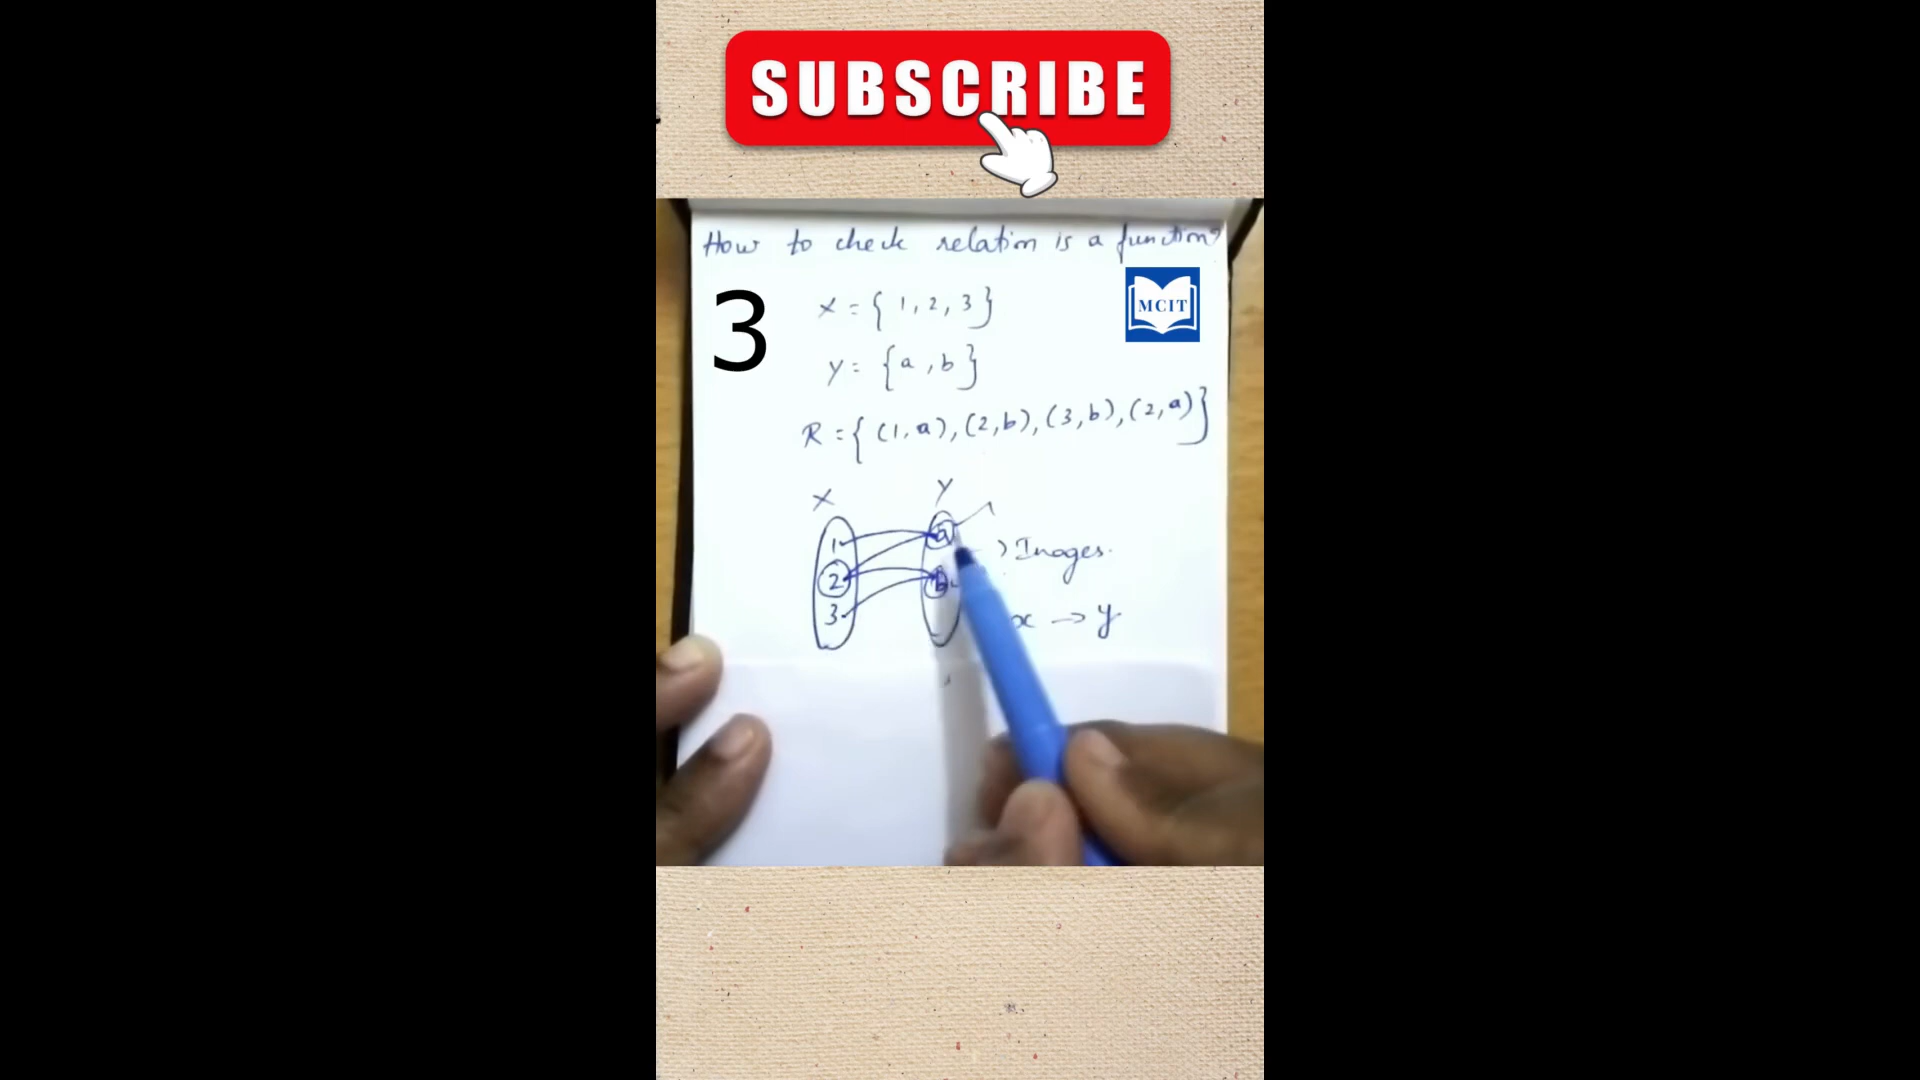 SUBSCRIBE
How to check relation is a function?
3
MCIT
X = { 1, 2, 3 }
Y = { a, b }
R = { (1, a), (2, b), (3, b), (2, a) }
X Y
1 a
2 b
3
) Images.
x → y